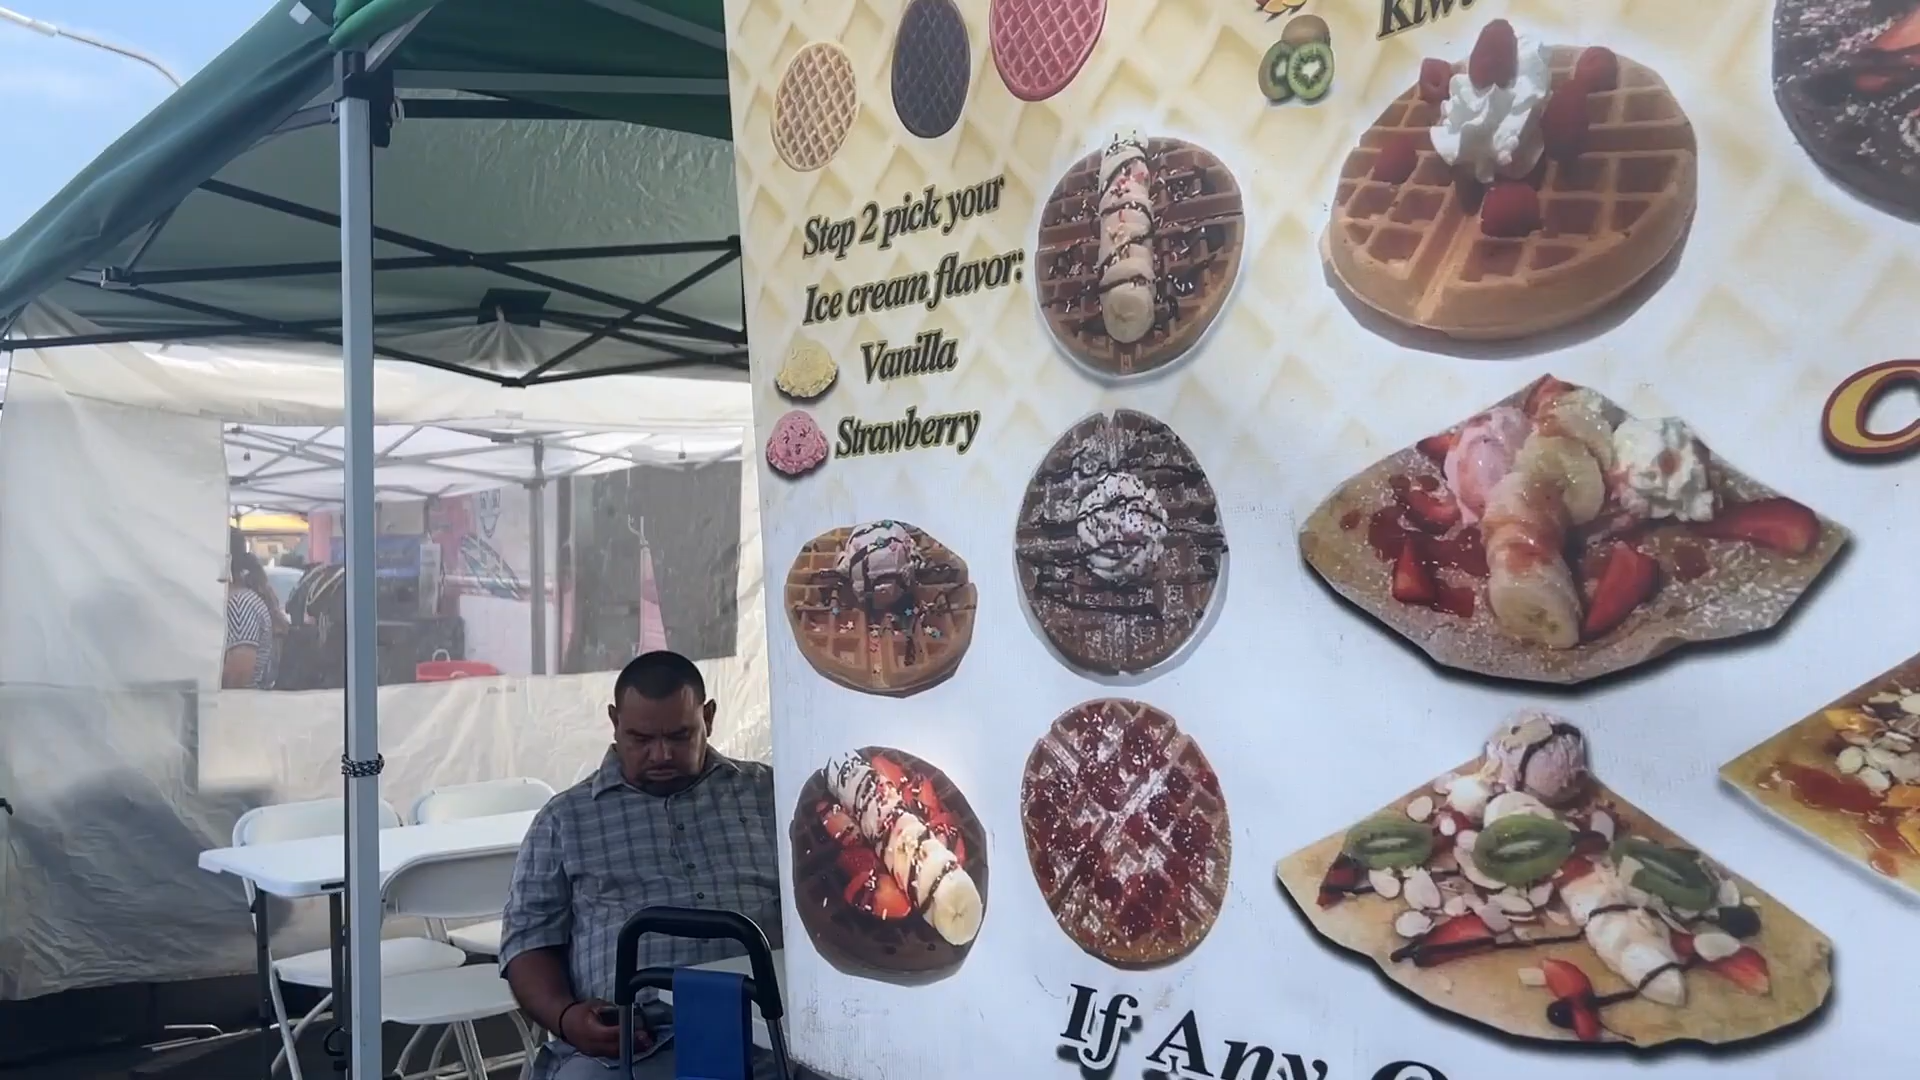 Step 2 pick your
Ice cream flavor:
Vanilla
Strawberry
If Any